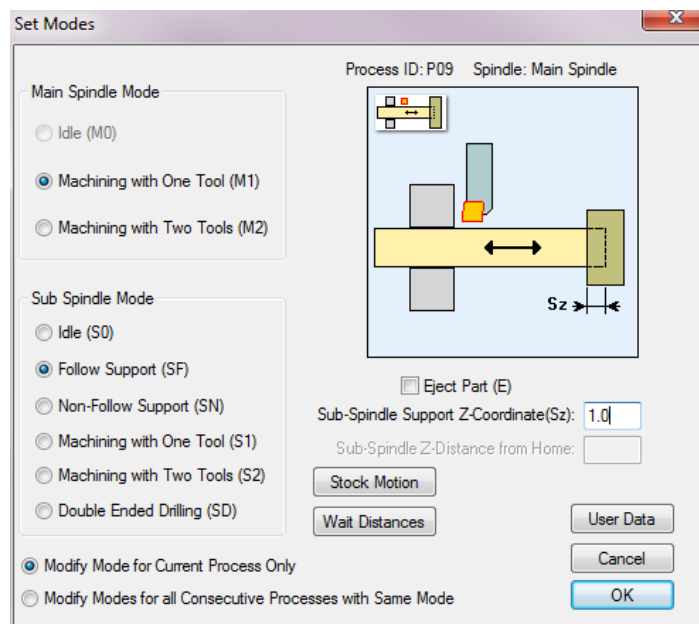 Set Modes
Process ID: P09 Spindle: Main Spindle
Main Spindle Mode
Idle (M0)
Machining with One Tool (M1)
Machining with Two Tools (M2)
Sz
Sub Spindle Mode
Idle (S0)
Follow Support (SF)
Non-Follow Support (SN)
Machining with One Tool (S1)
Machining with Two Tools (S2)
Double Ended Drilling (SD)
Eject Part (E)
Sub-Spindle Support Z-Coordinate(Sz): 1.0
Sub-Spindle Z-Distance from Home:
Stock Motion
Wait Distances
User Data
Cancel
OK
Modify Mode for Current Process Only
Modify Modes for all Consecutive Processes with Same Mode